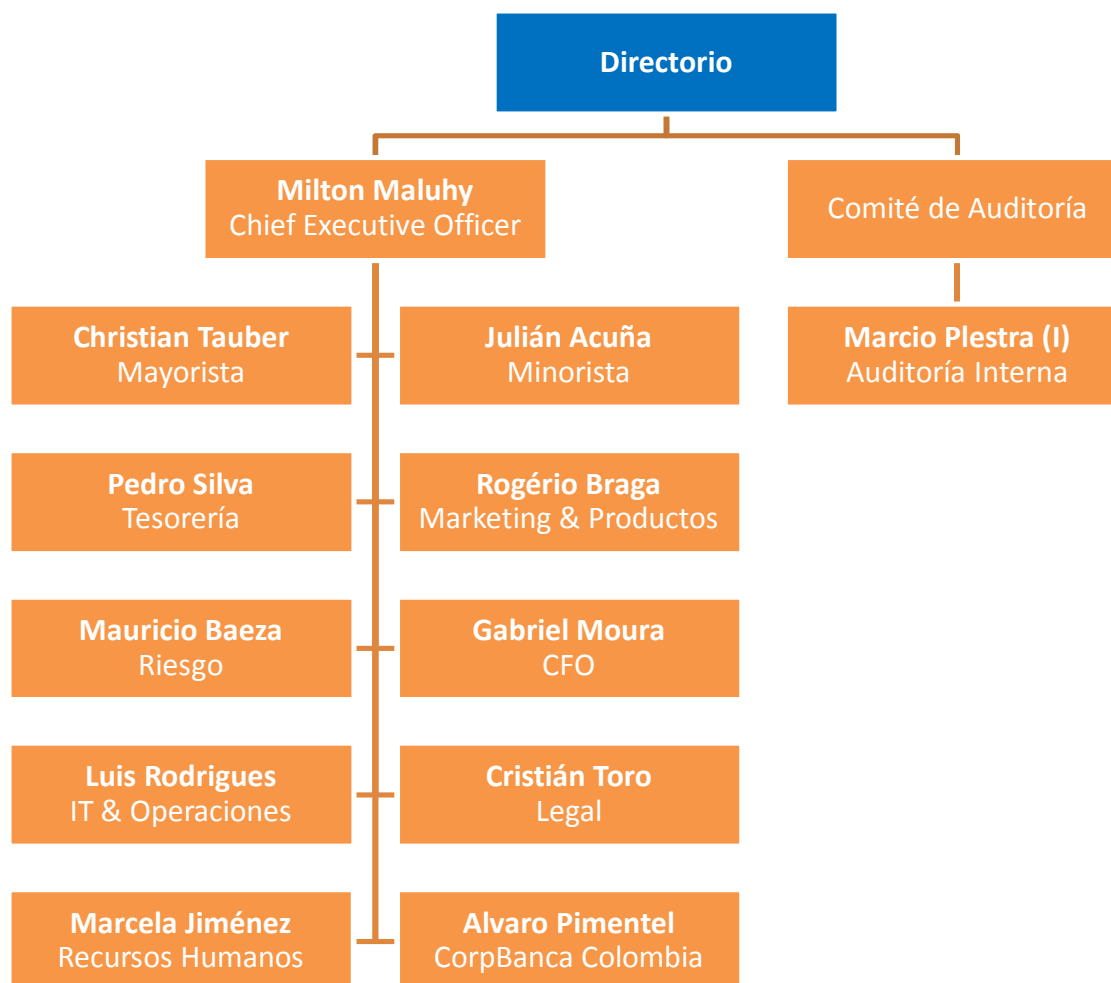 Directorio
Milton Maluhy
Chief Executive Officer
Comité de Auditoría
Christian Tauber
Mayorista
Julián Acuña
Minorista
Marcio Plestra (I)
Auditoría Interna
Pedro Silva
Tesorería
Rogério Braga
Marketing & Productos
Mauricio Baeza
Riesgo
Gabriel Moura
CFO
Luis Rodrigues
IT & Operaciones
Cristián Toro
Legal
Marcela Jiménez
Recursos Humanos
Alvaro Pimentel
CorpBanca Colombia